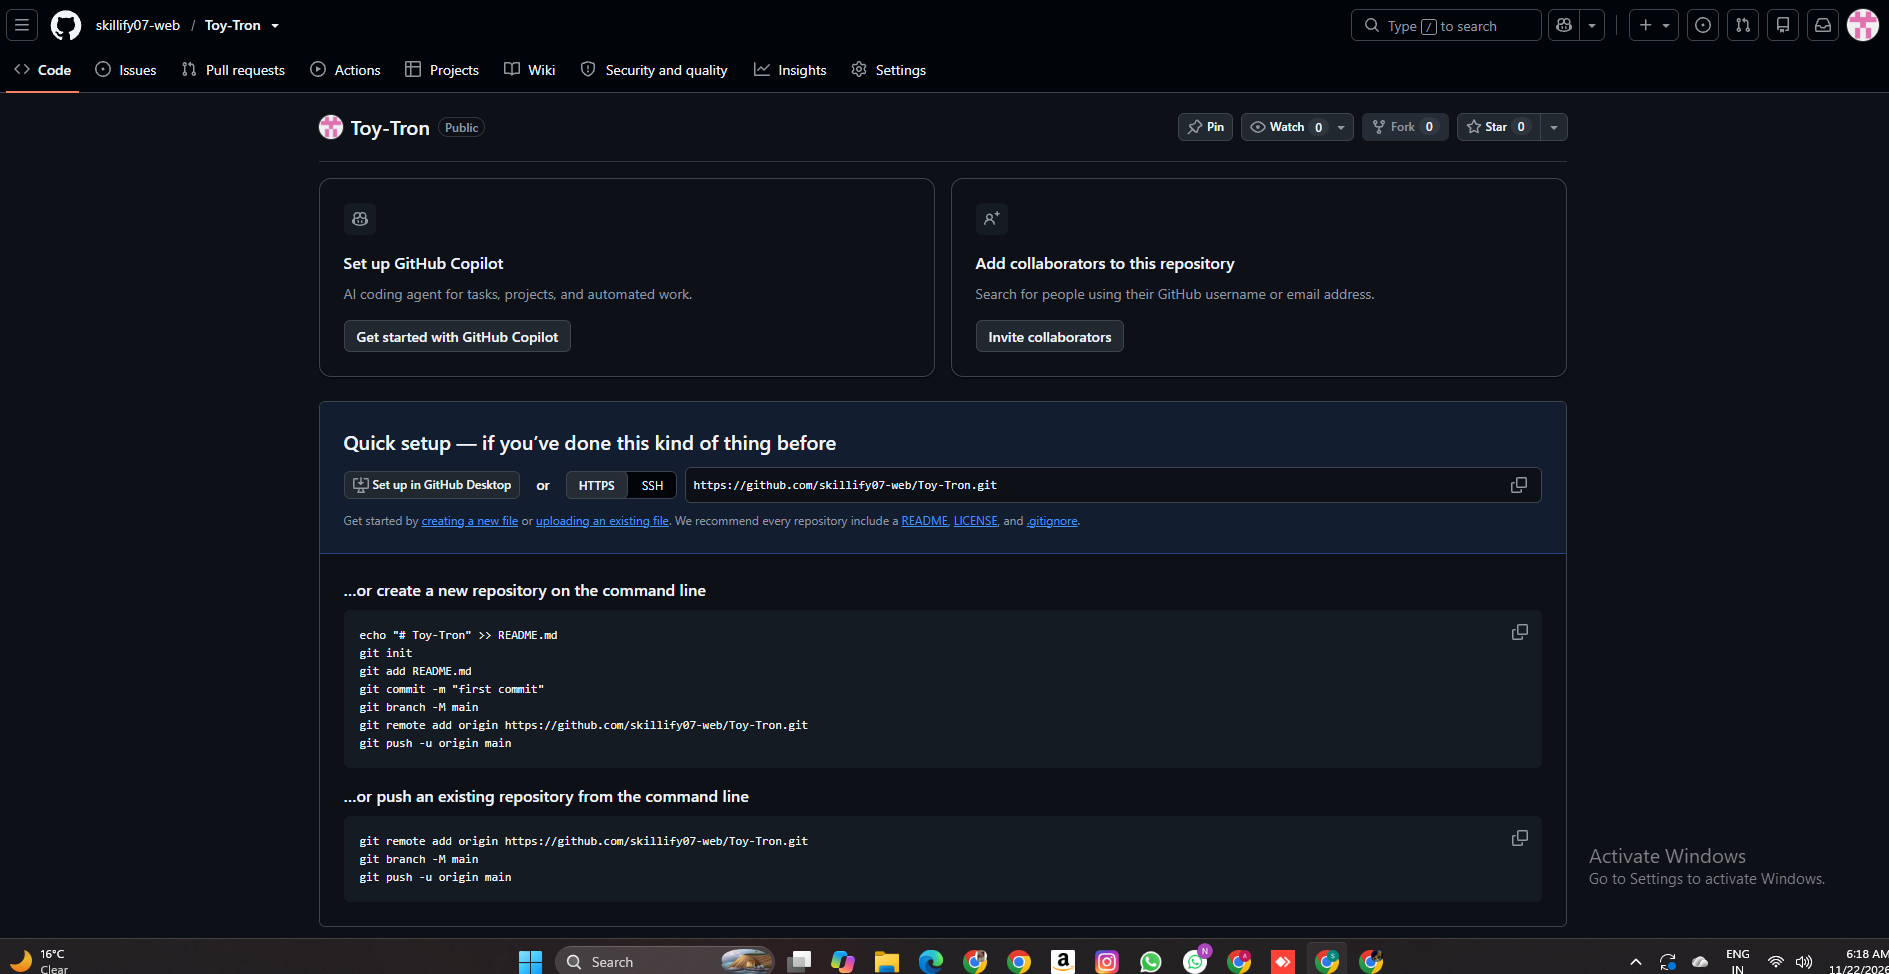 skillify07-web / Toy-Tron
Type / to search
Code
Issues
Pull requests
Actions
Projects
Wiki
Security and quality
Insights
Settings
Toy-Tron Public
Pin
Watch 0
Fork 0
Star 0
Set up GitHub Copilot
AI coding agent for tasks, projects, and automated work.
Get started with GitHub Copilot
Add collaborators to this repository
Search for people using their GitHub username or email address.
Invite collaborators
Quick setup — if you’ve done this kind of thing before
Set up in GitHub Desktop or HTTPS SSH https://github.com/skillify07-web/Toy-Tron.git
Get started by creating a new file or uploading an existing file. We recommend every repository include a README, LICENSE, and .gitignore.
…or create a new repository on the command line
echo "# Toy-Tron" >> README.md
git init
git add README.md
git commit -m "first commit"
git branch -M main
git remote add origin https://github.com/skillify07-web/Toy-Tron.git
git push -u origin main
…or push an existing repository from the command line
git remote add origin https://github.com/skillify07-web/Toy-Tron.git
git branch -M main
git push -u origin main
Activate Windows
Go to Settings to activate Windows.
16°C
Clear
Search
ENG
IN
6:18 AM
11/22/202